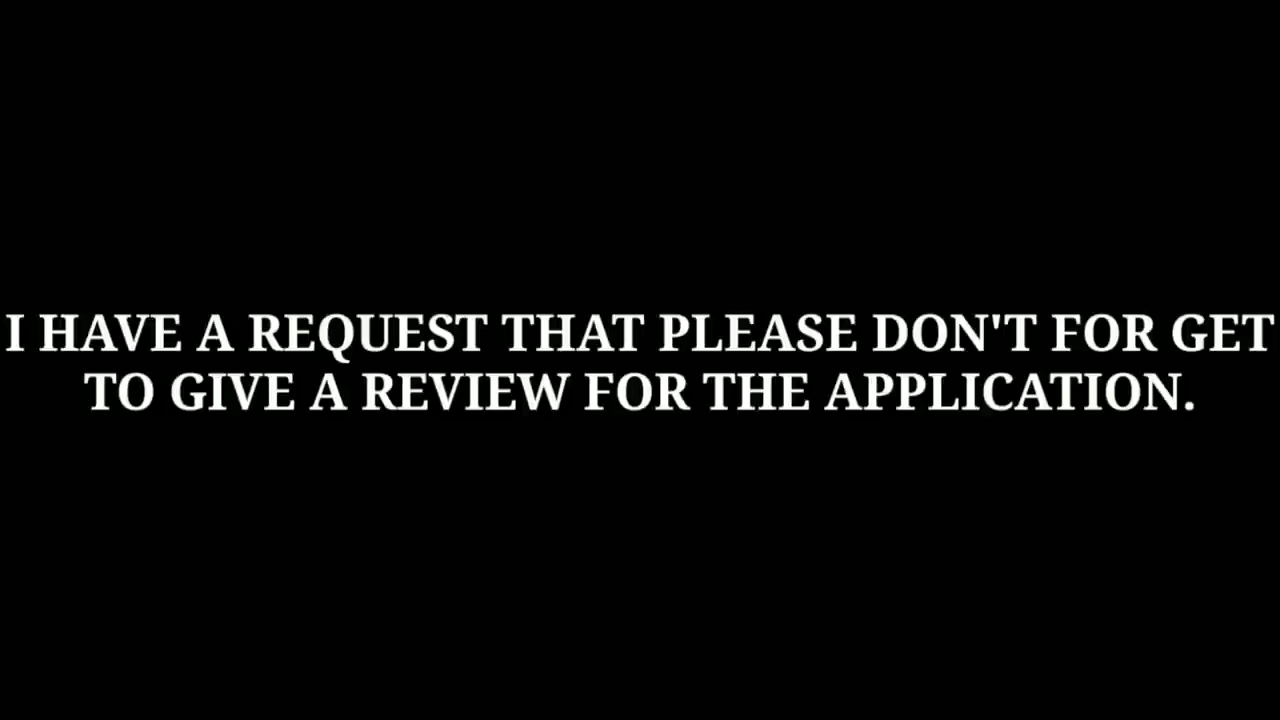 I HAVE A REQUEST THAT PLEASE DON'T FOR GET
TO GIVE A REVIEW FOR THE APPLICATION.